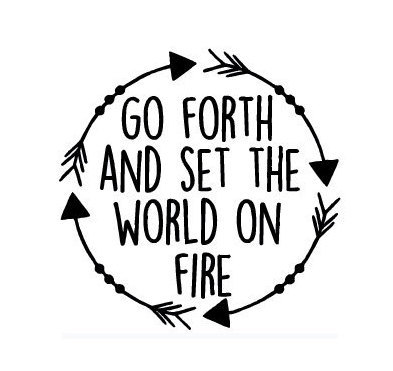 GO FORTH
AND SET THE
WORLD ON
FIRE